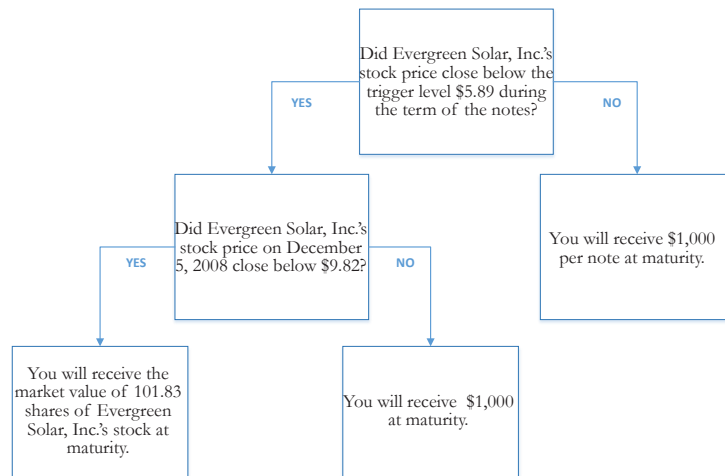 Did Evergreen Solar, Inc.'s
stock price close below the
trigger level $5.89 during
the term of the notes?
YES
NO
Did Evergreen Solar, Inc.'s
stock price on December
5, 2008 close below $9.82?
You will receive $1,000
per note at maturity.
YES
NO
You will receive the
market value of 101.83
shares of Evergreen
Solar, Inc.'s stock at
maturity.
You will receive $1,000
at maturity.